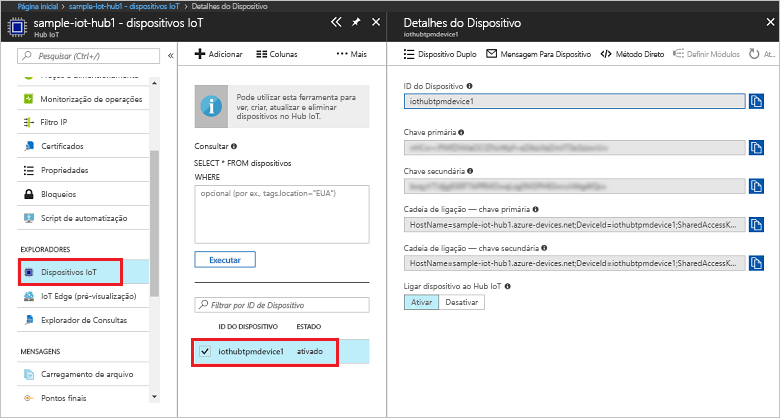 Página inicial > sample-iot-hub1 - dispositivos IoT > Detalhes do Dispositivo
sample-iot-hub1 - dispositivos IoT
Hub IoT
Pesquisar (Ctrl+/)
Monitorização de operações
Filtro IP
Certificados
Propriedades
Bloqueios
Script de automatização
EXPLORADORES
Dispositivos IoT
IoT Edge (pré-visualização)
Explorador de Consultas
MENSAGENS
Carregamento de arquivo
Pontos finais
Adicionar
Colunas
... Mais
Pode utilizar esta ferramenta para
ver, criar, atualizar e eliminar
dispositivos no Hub IoT.
Consultar
SELECT * FROM dispositivos
WHERE
opcional (por ex., tags.location="EUA")
Executar
Filtrar por ID de Dispositivo
ID DO DISPOSITIVO ESTADO
iothubtpmdevice1 ativado
Detalhes do Dispositivo
iothubtpmdevice1
Dispositivo Duplo
Mensagem Para Dispositivo
Método Direto
Definir Módulos
At...
ID do Dispositivo
iothubtpmdevice1
Chave primária
Chave secundária
Cadeia de ligação — chave primária
HostName=sample-iot-hub1.azure-devices.net;DeviceId=iothubtpmdevice1;SharedAccessK...
Cadeia de ligação — chave secundária
HostName=sample-iot-hub1.azure-devices.net;DeviceId=iothubtpmdevice1;SharedAccessK...
Ligar dispositivo ao Hub IoT
Ativar Desativar